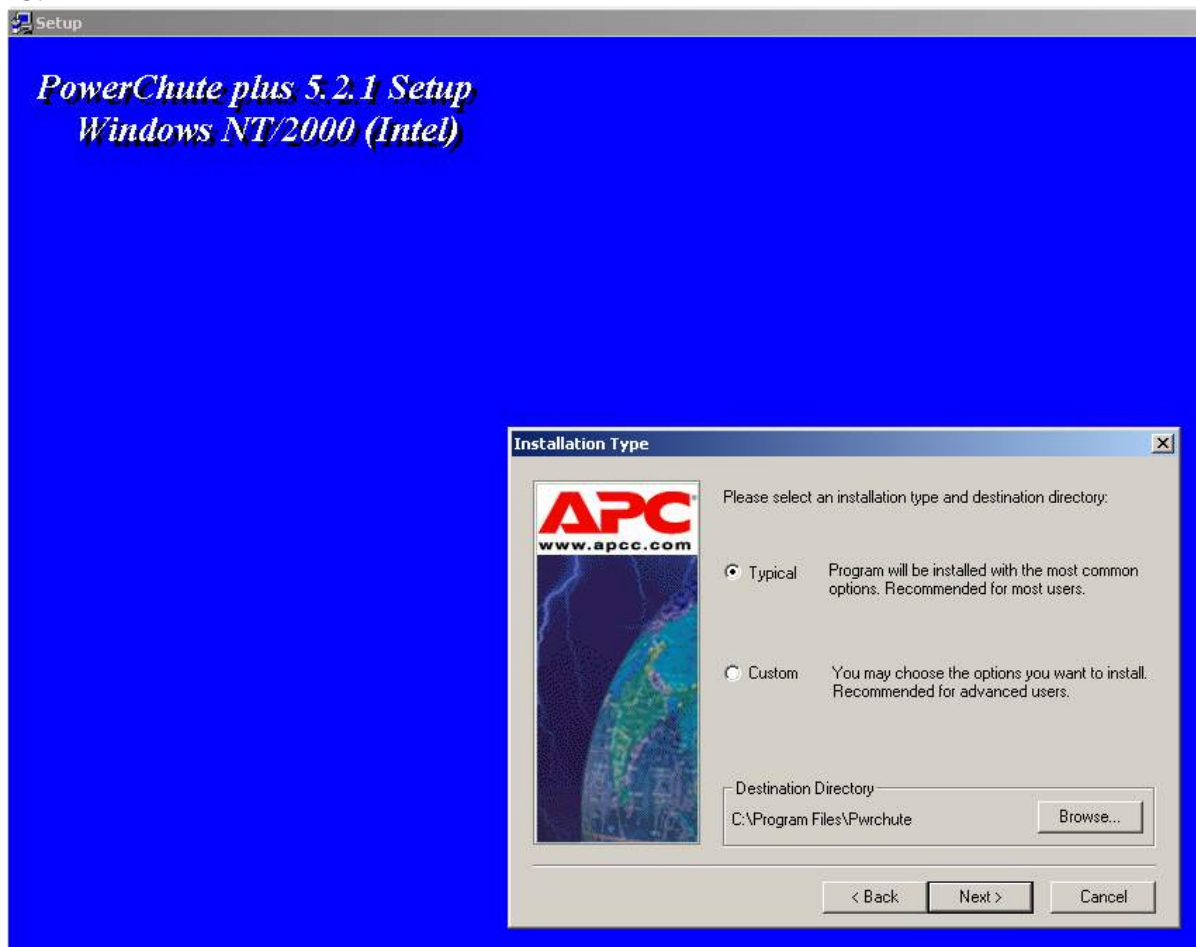 Setup
PowerChute plus 5.2.1 Setup
Windows NT/2000 (Intel)
Installation Type
APC
www.apcc.com
Please select an installation type and destination directory:
Typical
Program will be installed with the most common
options. Recommended for most users.
Custom
You may choose the options you want to install.
Recommended for advanced users.
Destination Directory
C:\Program Files\Pwrchute
Browse...
< Back
Next >
Cancel